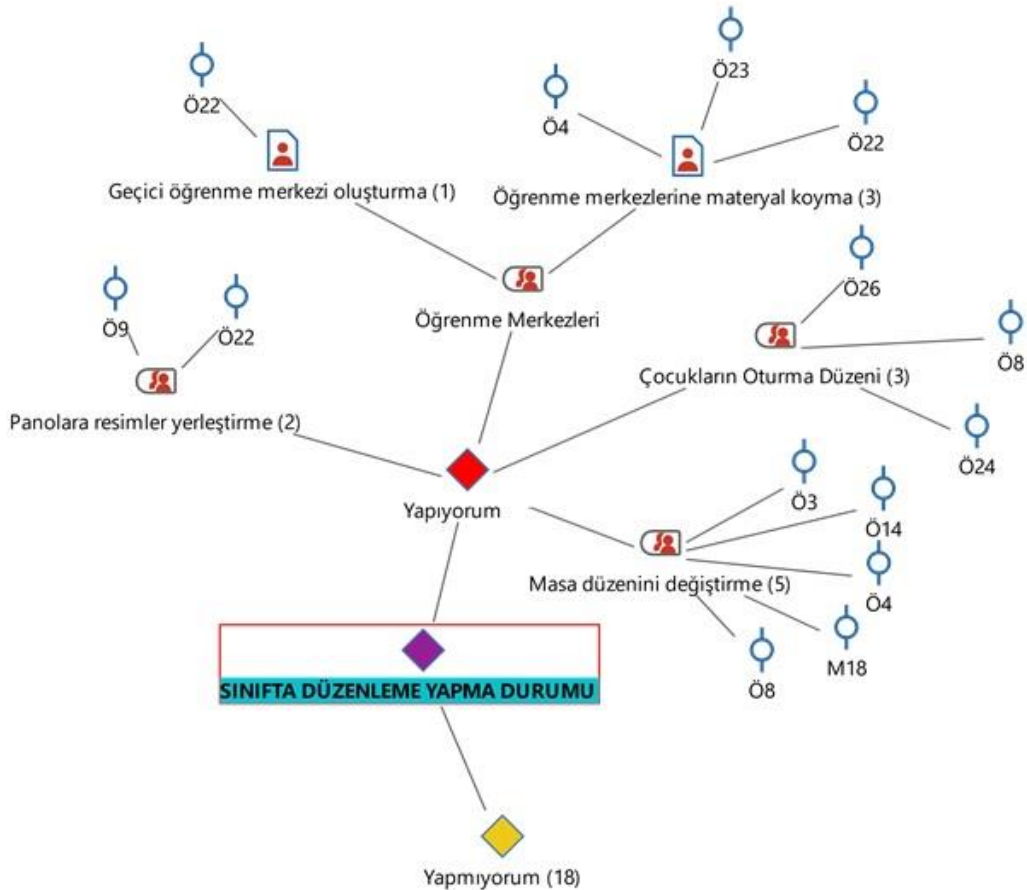 Ö23
Ö22
Ö4
Ö22
Geçici öğrenme merkezi oluşturma (1)
Öğrenme merkezlerine materyal koyma (3)
Ö26
Öğrenme Merkezleri
Ö9
Ö22
Ö8
Çocukların Oturma Düzeni (3)
Panolara resimler yerleştirme (2)
Ö24
Yapıyorum
Ö3
Ö14
Masa düzenini değiştirme (5)
Ö4
M18
Ö8
SINIFTA DÜZENLEME YAPMA DURUMU
Yapmıyorum (18)